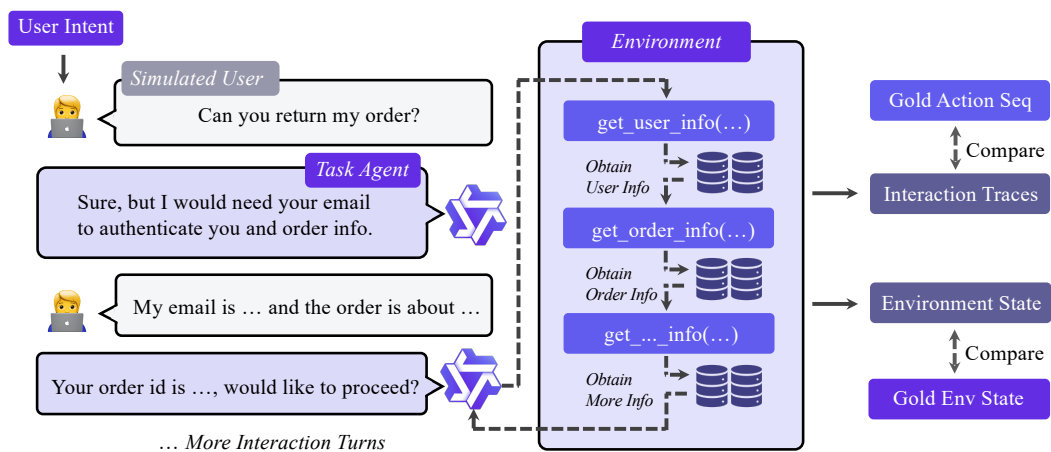 User Intent
Simulated User
Can you return my order?
Task Agent
Sure, but I would need your email
to authenticate you and order info.
My email is … and the order is about …
Your order id is …, would like to proceed?
… More Interaction Turns
Environment
get_user_info(…)
Obtain
User Info
get_order_info(…)
Obtain
Order Info
get_..._info(…)
Obtain
More Info
Gold Action Seq
Compare
Interaction Traces
Environment State
Compare
Gold Env State